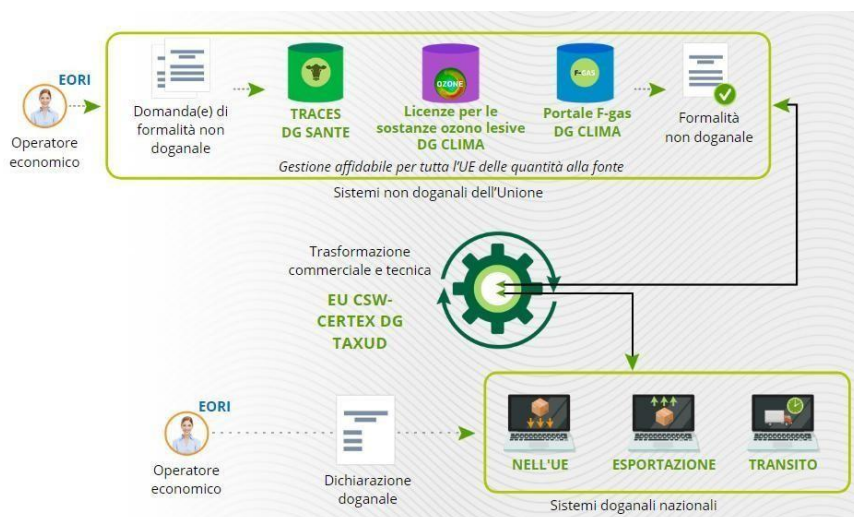 EORI
Operatore
economico
Domanda(e) di
formalità non
doganale
TRACES
DG SANTE
OZONE
Licenze per le
sostanze ozono lesive
DG CLIMA
F-GAS
Portale F-gas
DG CLIMA
Formalità
non doganale
Gestione affidabile per tutta l'UE delle quantità alla fonte
Sistemi non doganali dell'Unione
Trasformazione
commerciale e tecnica
EU CSW-
CERTEX DG
TAXUD
EORI
Operatore
economico
Dichiarazione
doganale
NELL'UE
ESPORTAZIONE
TRANSITO
Sistemi doganali nazionali